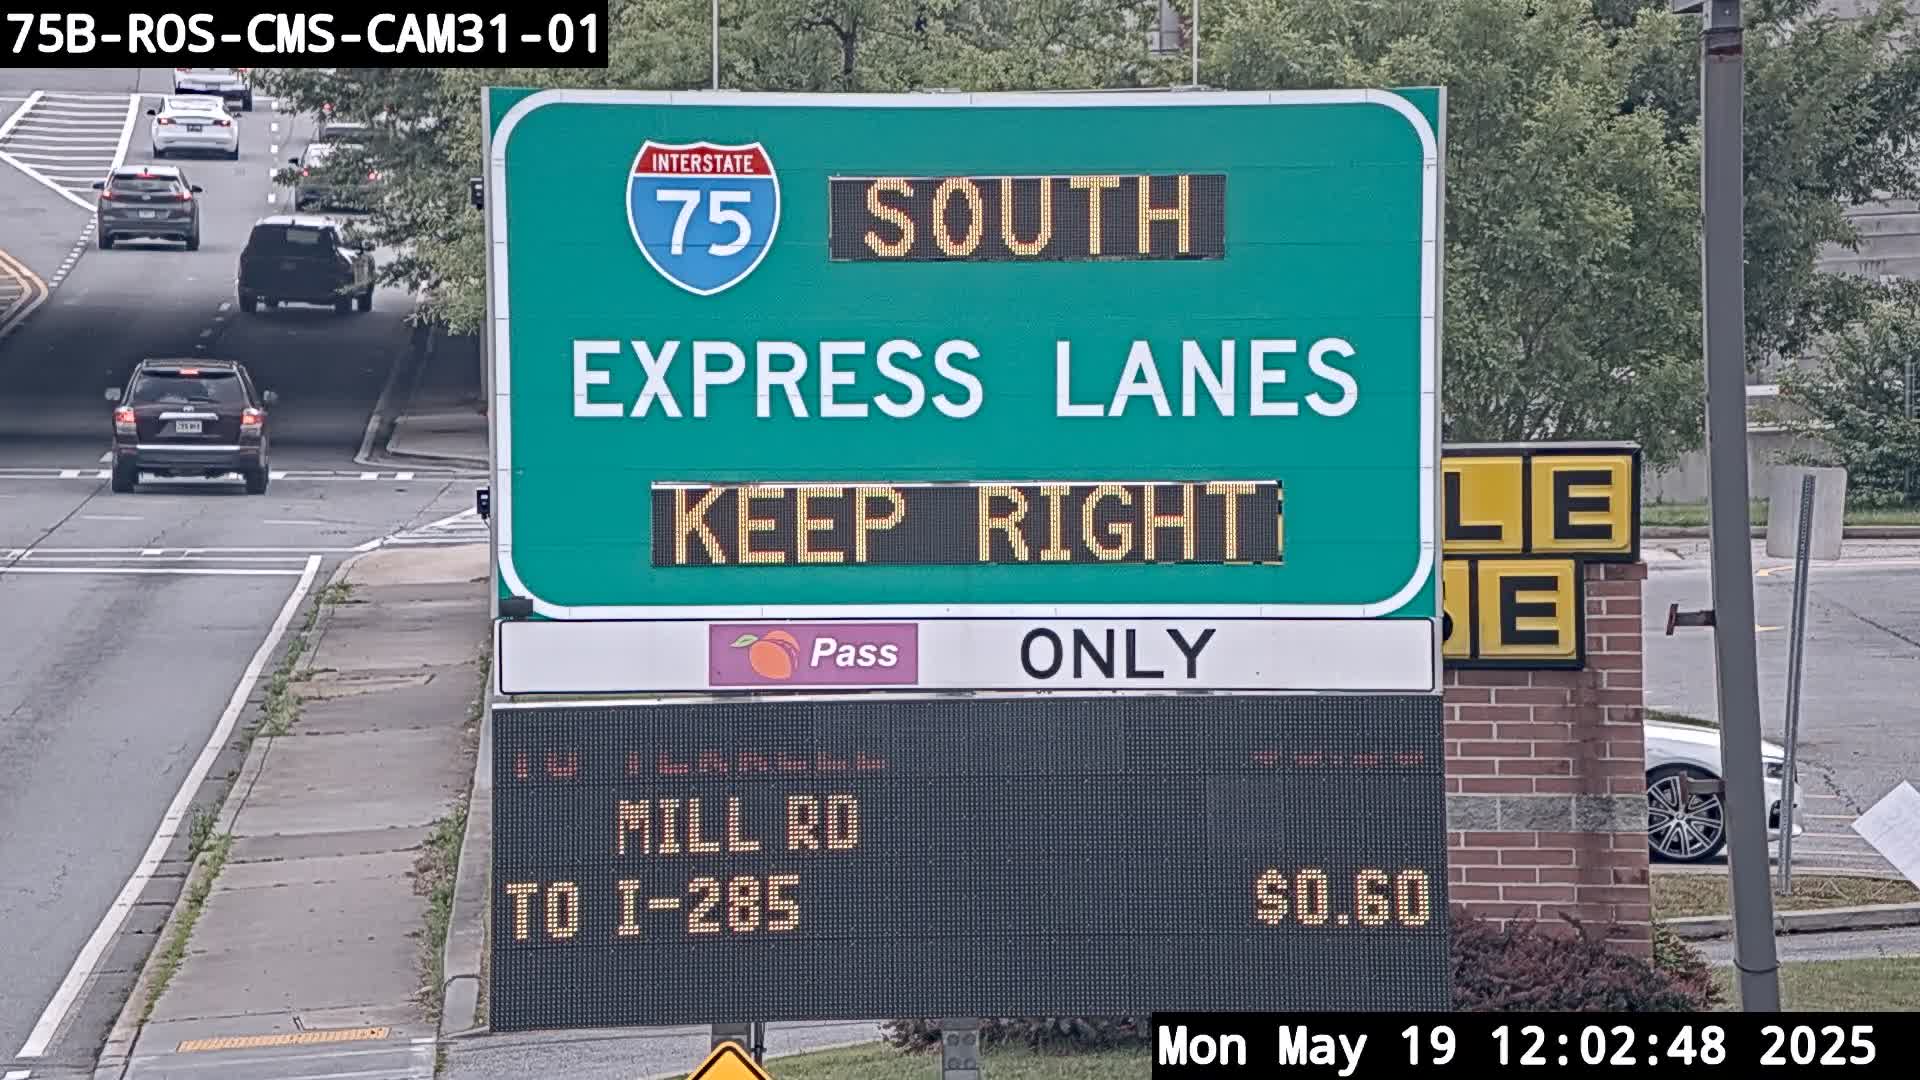 75B-ROS-CMS-CAM31-01
INTERSTATE
75
SOUTH
EXPRESS LANES
KEEP RIGHT
Pass ONLY
MILL RD
TO I-285 $0.60
LE
E
Mon May 19 12:02:48 2025